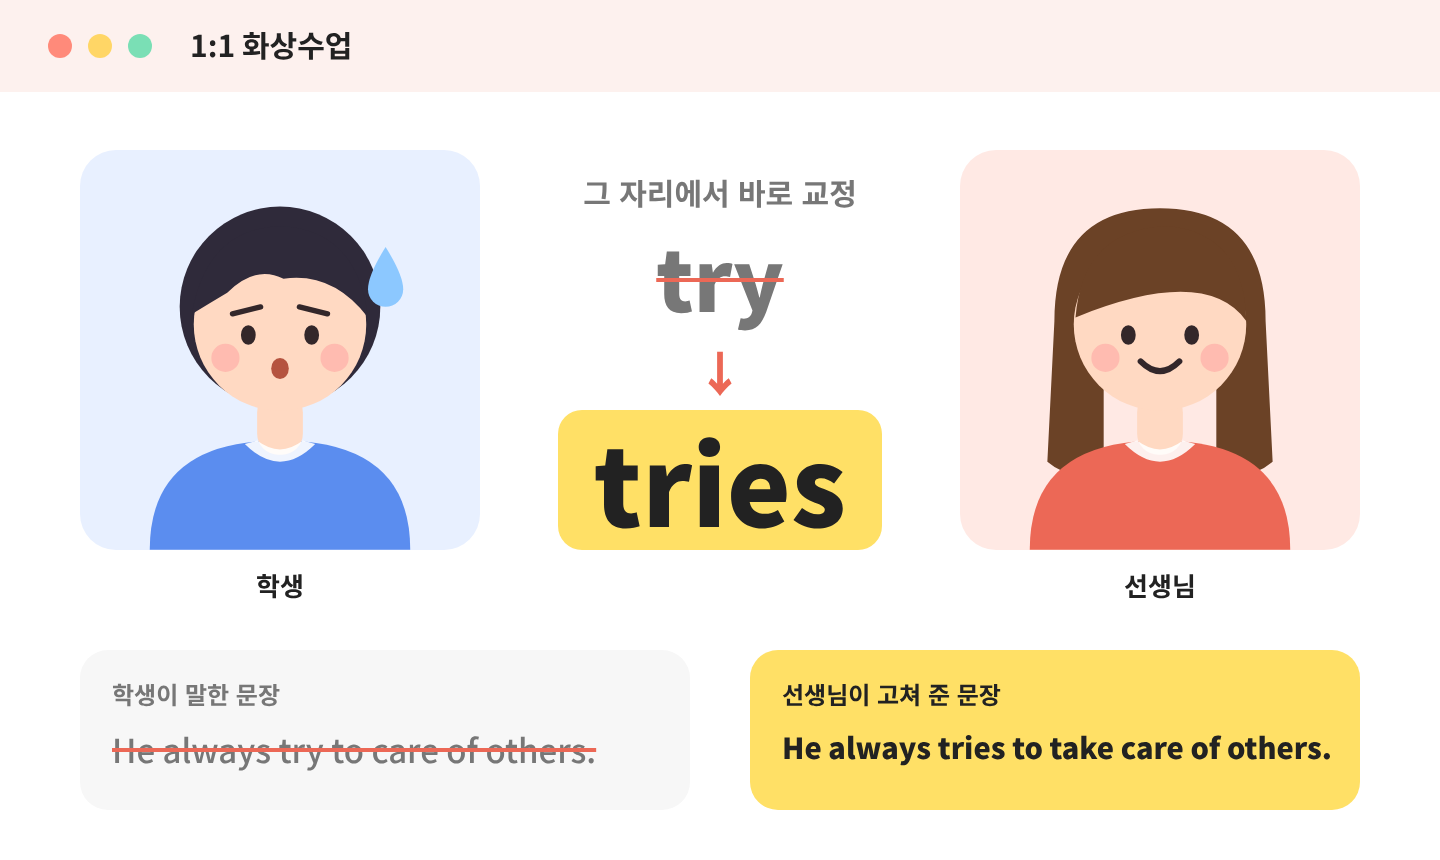 1:1 화상수업
그 자리에서 바로 교정
try
↓
tries
학생
선생님
학생이 말한 문장
He always try to care of others.
선생님이 고쳐 준 문장
He always tries to take care of others.